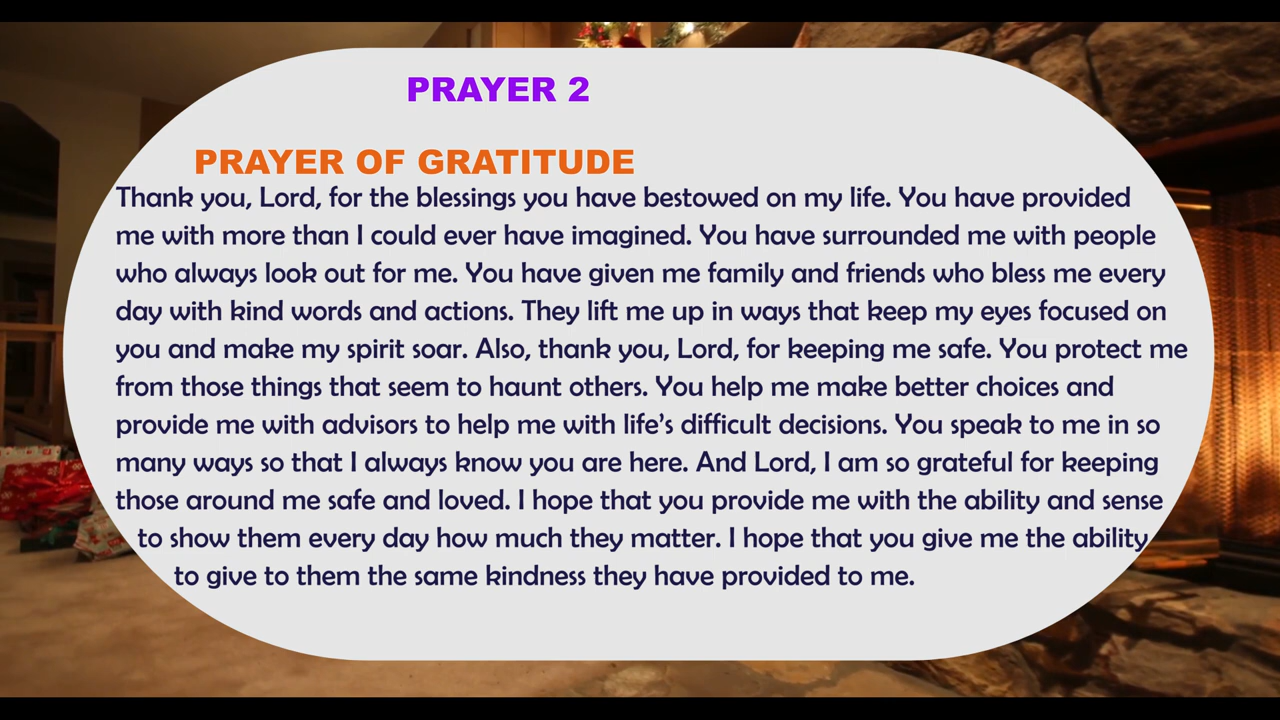 PRAYER 2
PRAYER OF GRATITUDE
Thank you, Lord, for the blessings you have bestowed on my life. You have provided
me with more than I could ever have imagined. You have surrounded me with people
who always look out for me. You have given me family and friends who bless me every
day with kind words and actions. They lift me up in ways that keep my eyes focused on
you and make my spirit soar. Also, thank you, Lord, for keeping me safe. You protect me
from those things that seem to haunt others. You help me make better choices and
provide me with advisors to help me with life’s difficult decisions. You speak to me in so
many ways so that I always know you are here. And Lord, I am so grateful for keeping
those around me safe and loved. I hope that you provide me with the ability and sense
to show them every day how much they matter. I hope that you give me the ability
to give to them the same kindness they have provided to me.